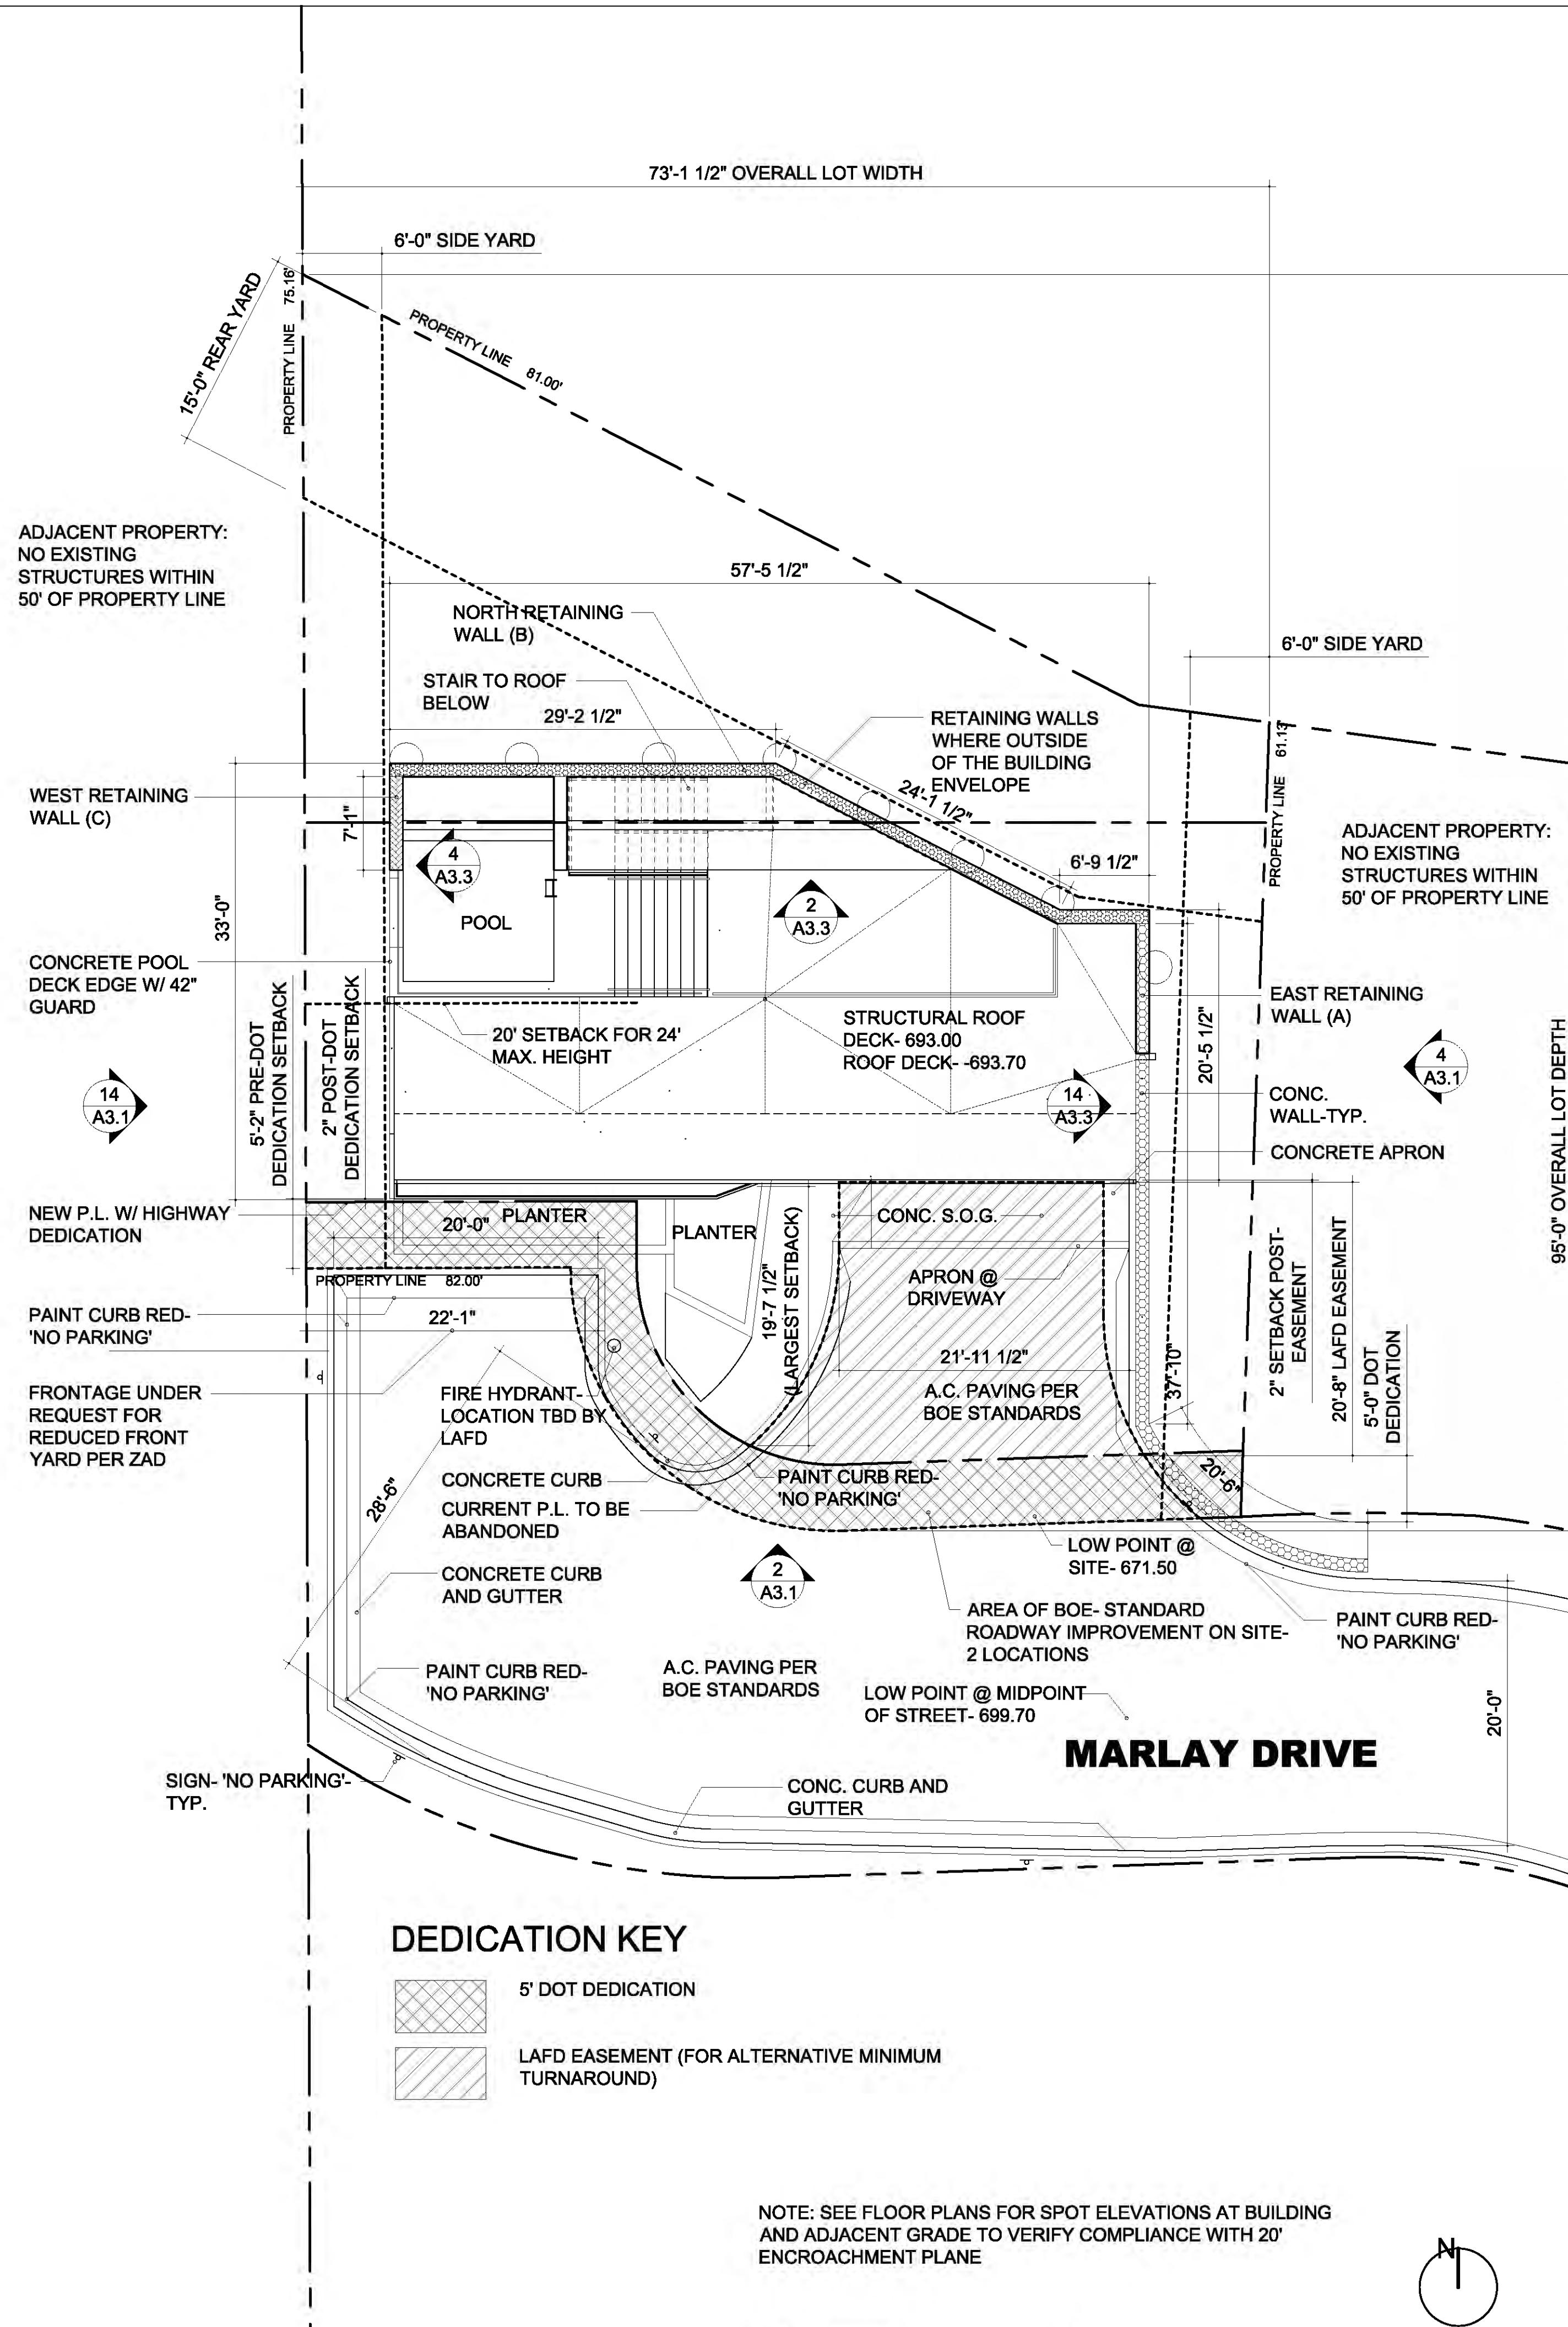 73'-1 1/2" OVERALL LOT WIDTH
6'-0" SIDE YARD
15'-0" REAR YARD
PROPERTY LINE 75.16'
PROPERTY LINE 81.00'
ADJACENT PROPERTY:
NO EXISTING
STRUCTURES WITHIN
50' OF PROPERTY LINE
57'-5 1/2"
NORTH RETAINING
WALL (B)
6'-0" SIDE YARD
STAIR TO ROOF
BELOW
29'-2 1/2"
RETAINING WALLS
WHERE OUTSIDE
OF THE BUILDING
ENVELOPE
24'-1 1/2"
PROPERTY LINE 61.13'
WEST RETAINING
WALL (C)
7'-1"
4
A3.3
6'-9 1/2"
ADJACENT PROPERTY:
NO EXISTING
STRUCTURES WITHIN
50' OF PROPERTY LINE
POOL
2
A3.3
33'-0"
CONCRETE POOL
DECK EDGE W/ 42"
GUARD
5'-2" PRE-DOT
DEDICATION SETBACK
2" POST-DOT
DEDICATION SETBACK
20' SETBACK FOR 24'
MAX. HEIGHT
STRUCTURAL ROOF
DECK- 693.00
ROOF DECK- -693.70
EAST RETAINING
WALL (A)
20'-5 1/2"
4
A3.1
95'-0" OVERALL LOT DEPTH
14
A3.1
14
A3.3
CONC.
WALL-TYP.
CONCRETE APRON
NEW P.L. W/ HIGHWAY
DEDICATION
20'-0"
PLANTER
PLANTER
CONC. S.O.G.
19'-7 1/2"
(LARGEST SETBACK)
APRON @
DRIVEWAY
2" SETBACK POST-
EASEMENT
20'-8" LAFD EASEMENT
5'-0" DOT
DEDICATION
PROPERTY LINE 82.00'
PAINT CURB RED-
'NO PARKING'
22'-1"
21'-11 1/2"
37'-10"
FRONTAGE UNDER
REQUEST FOR
REDUCED FRONT
YARD PER ZAD
FIRE HYDRANT-
LOCATION TBD BY
LAFD
A.C. PAVING PER
BOE STANDARDS
28'-6"
CONCRETE CURB
PAINT CURB RED-
'NO PARKING'
20'-6"
CURRENT P.L. TO BE
ABANDONED
LOW POINT @
SITE- 671.50
CONCRETE CURB
AND GUTTER
2
A3.1
AREA OF BOE- STANDARD
ROADWAY IMPROVEMENT ON SITE-
2 LOCATIONS
PAINT CURB RED-
'NO PARKING'
PAINT CURB RED-
'NO PARKING'
A.C. PAVING PER
BOE STANDARDS
LOW POINT @ MIDPOINT
OF STREET- 699.70
20'-0"
MARLAY DRIVE
SIGN- 'NO PARKING'-
TYP.
CONC. CURB AND
GUTTER
DEDICATION KEY
5' DOT DEDICATION
LAFD EASEMENT (FOR ALTERNATIVE MINIMUM
TURNAROUND)
NOTE: SEE FLOOR PLANS FOR SPOT ELEVATIONS AT BUILDING
AND ADJACENT GRADE TO VERIFY COMPLIANCE WITH 20'
ENCROACHMENT PLANE
N